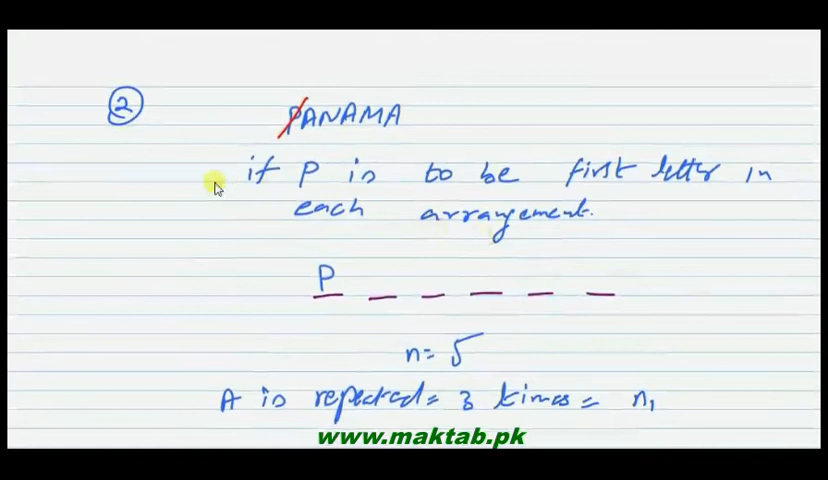 2
PANAMA
if P is to be first letter in
each arrangement.
P
n = 5
A is repeated = 3 times = n1
www.maktab.pk